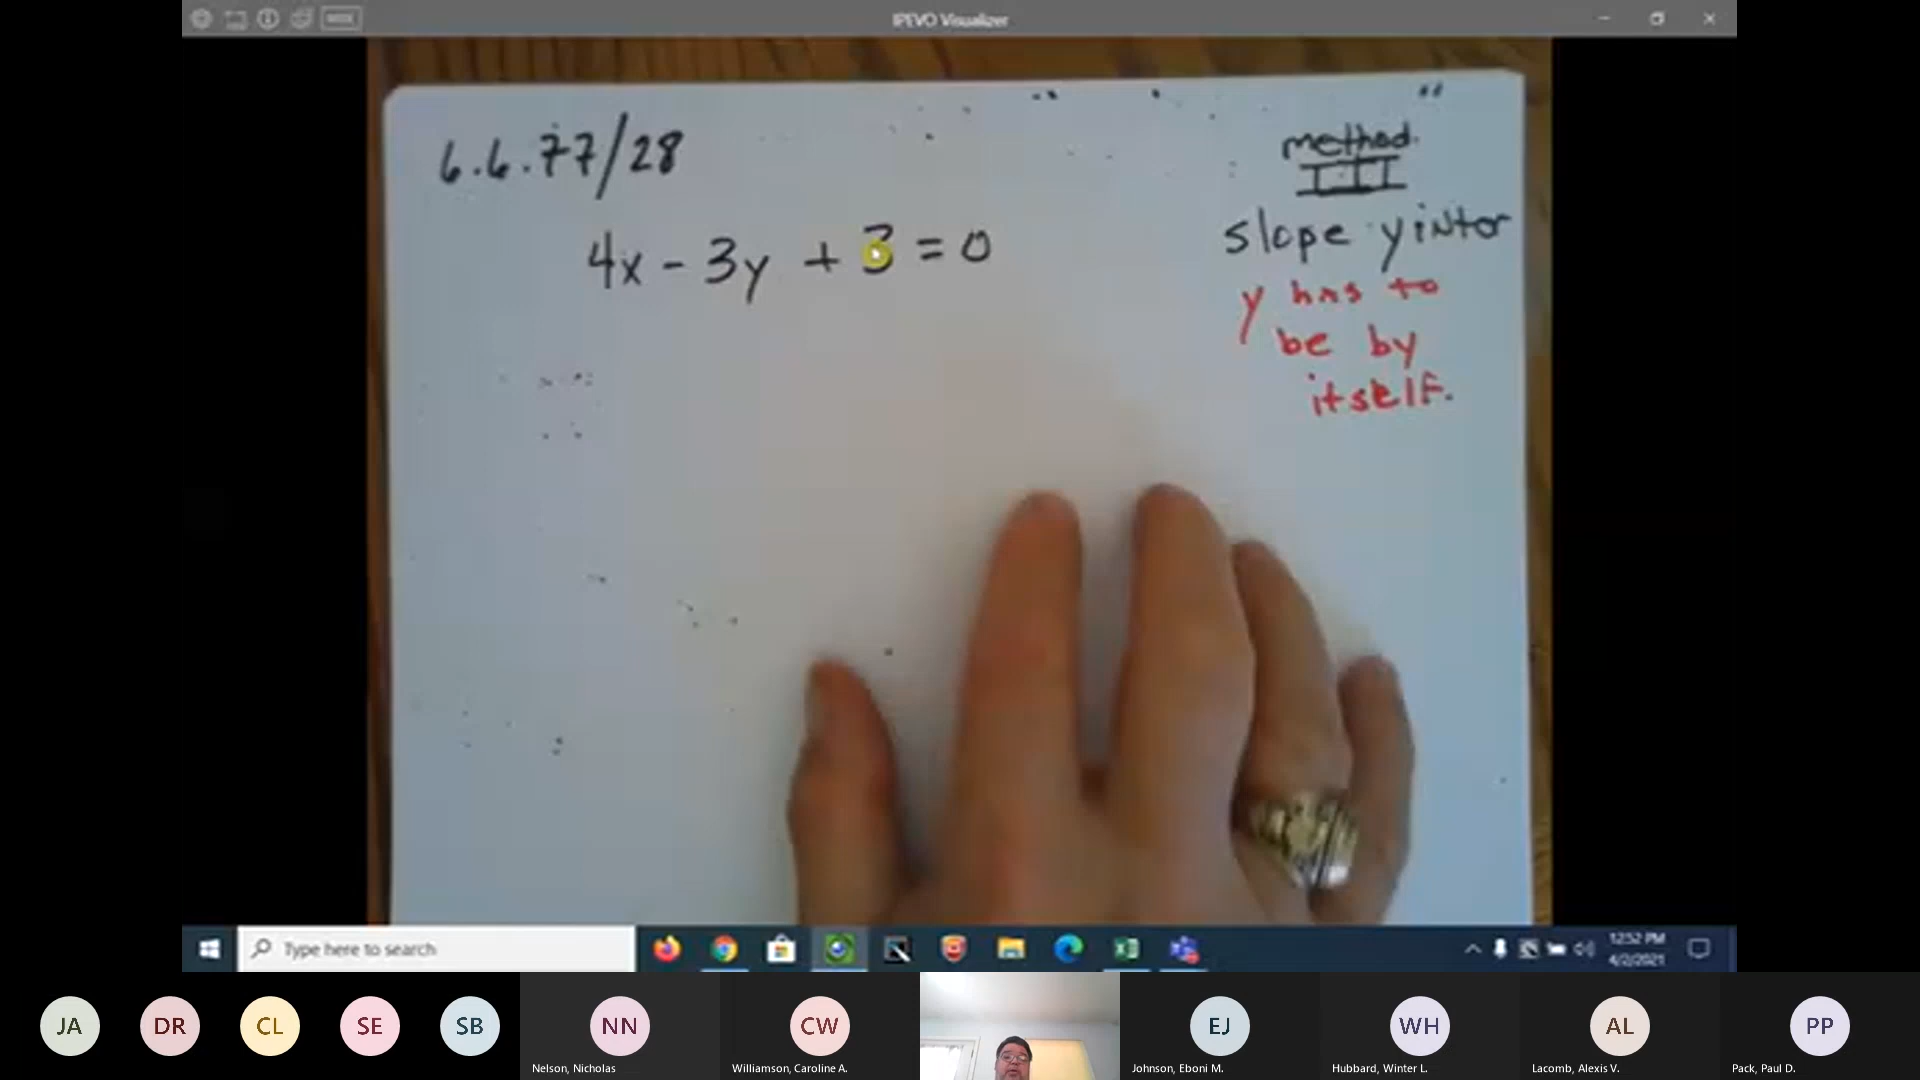 IPEVO Visualizer
6.6.77/28
4x - 3y + 3 = 0
method
III
slope yinter
y has to
be by
itself.
Type here to search
12:52 PM
4/2/2021
JA
DR
CL
SE
SB
NN
CW
EJ
WH
AL
PP
Nelson, Nicholas
Williamson, Caroline A.
Johnson, Eboni M.
Hubbard, Winter L.
Lacomb, Alexis V.
Pack, Paul D.